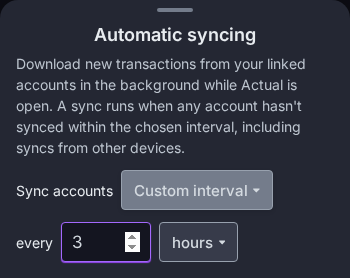 Automatic syncing
Download new transactions from your linked
accounts in the background while Actual is
open. A sync runs when any account hasn't
synced within the chosen interval, including
syncs from other devices.
Sync accounts Custom interval
every 3 hours